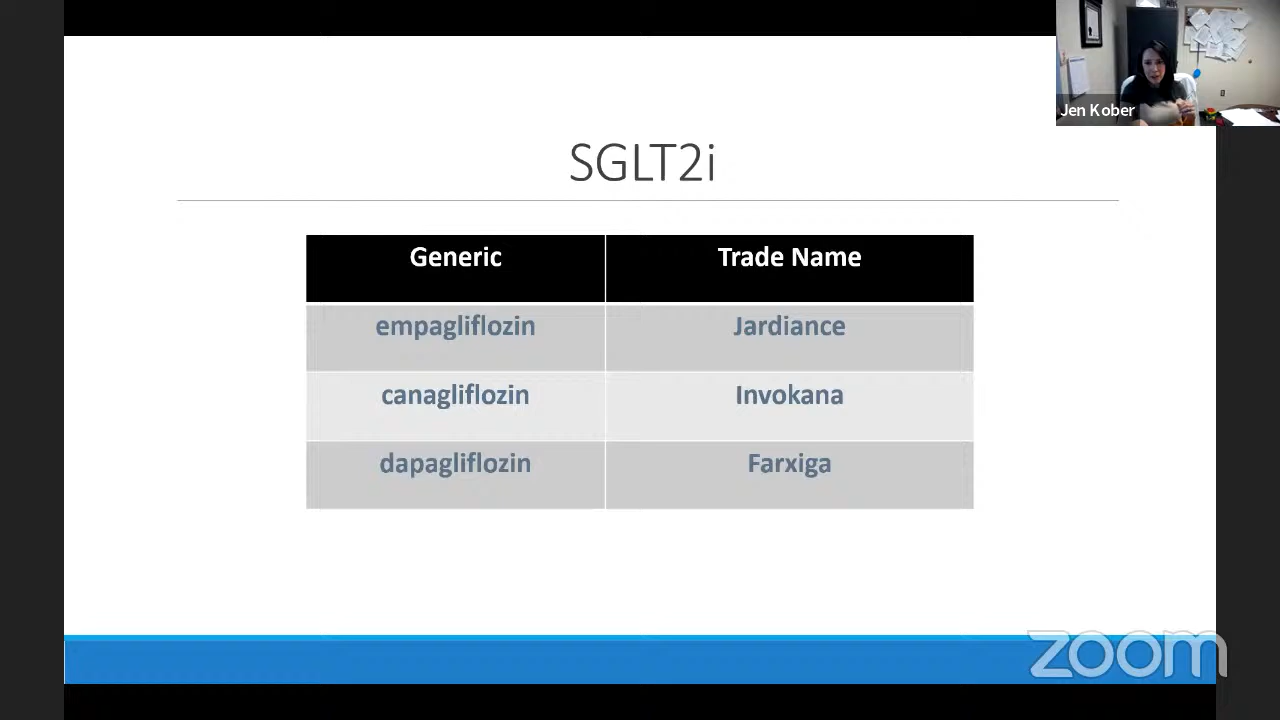 Jen Kober
SGLT2i
Generic Trade Name
empagliflozin Jardiance
canagliflozin Invokana
dapagliflozin Farxiga
zoom